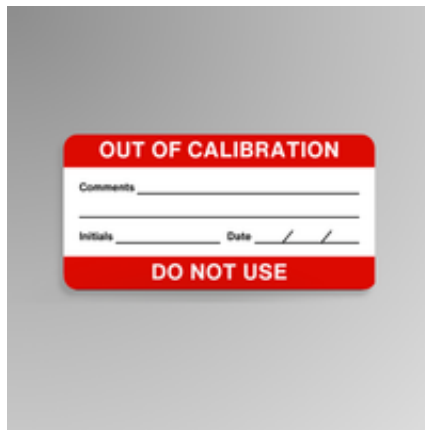 OUT OF CALIBRATION
Comments
Initials Date / /
DO NOT USE